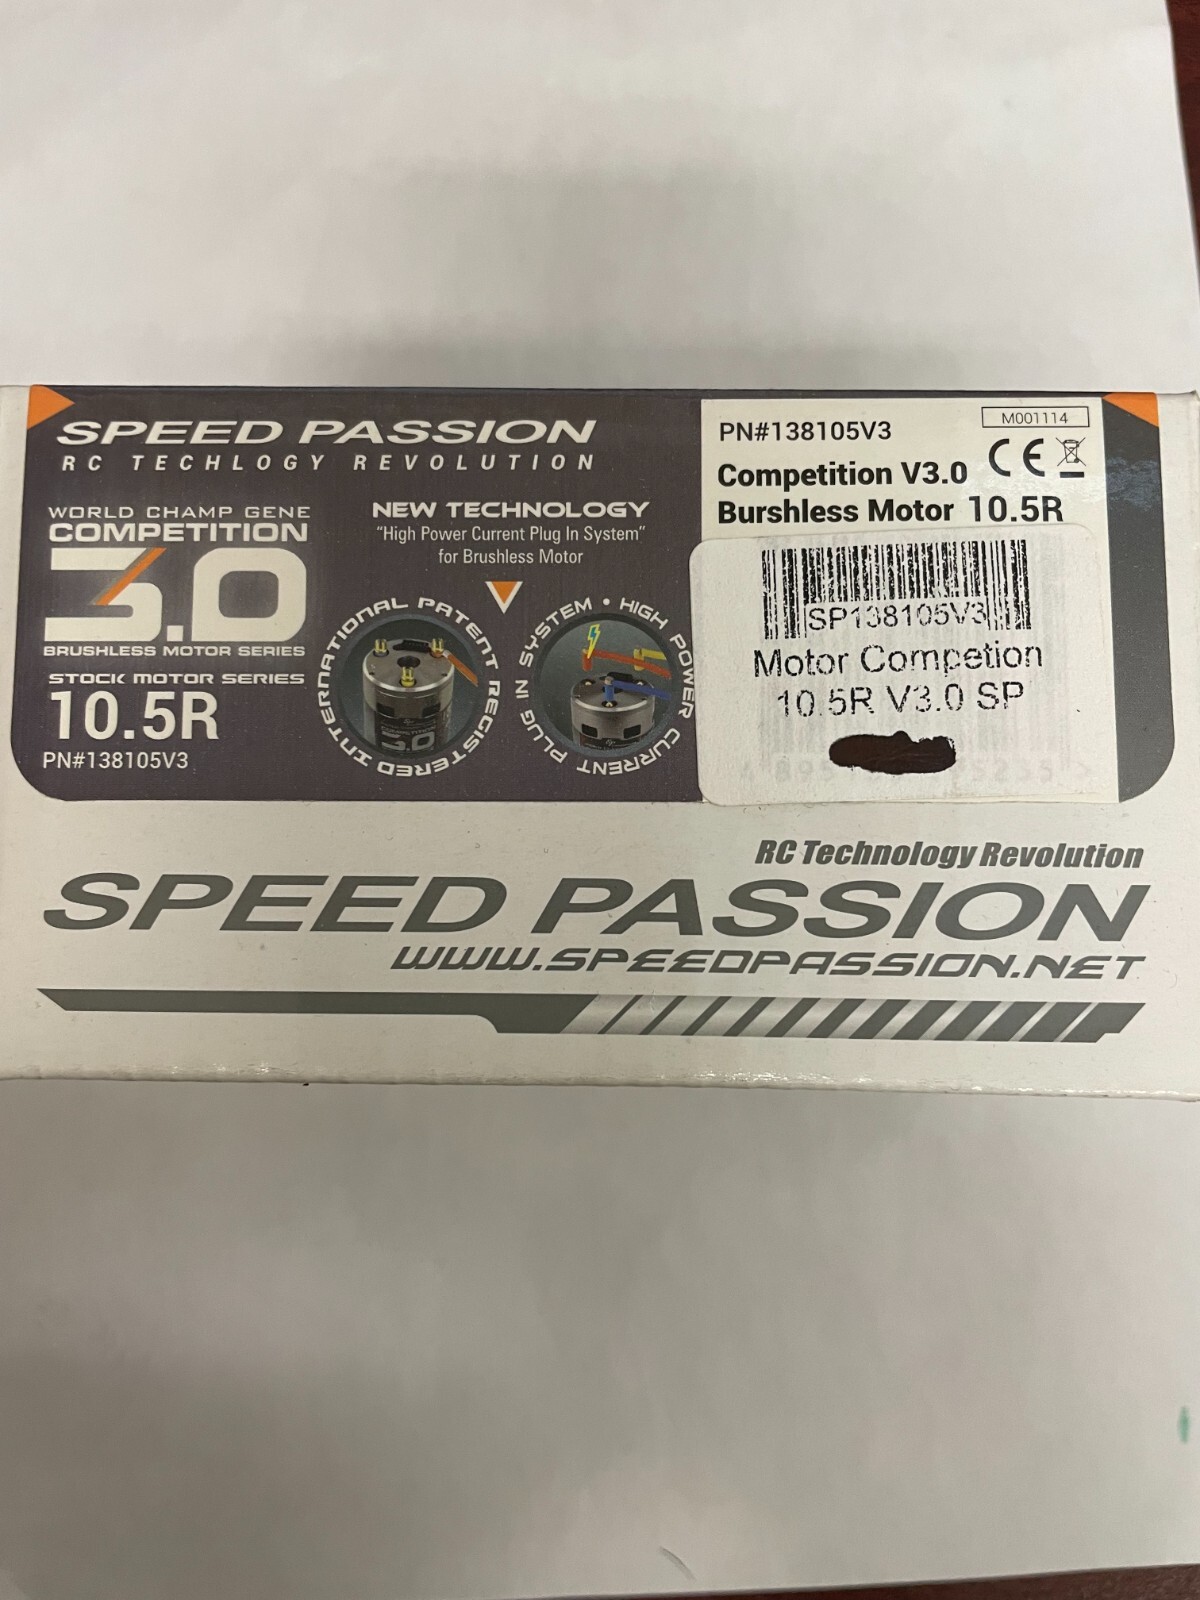 SPEED PASSION
RC TECHLOGY REVOLUTION
WORLD CHAMP GENE
COMPETITION
3.0
BRUSHLESS MOTOR SERIES
STOCK MOTOR SERIES
10.5R
PN#138105V3
NEW TECHNOLOGY
"High Power Current Plug In System"
for Brushless Motor
INTERNATIONAL PATENT REGISTERED
3.0
PLUG IN SYSTEM • HIGH POWER CURRENT
PN#138105V3
M001114
Competition V3.0
CE
Burshless Motor 10.5R
SP138105V3
Motor Competion
10.5R V3.0 SP
RC Technology Revolution
SPEED PASSION
WWW.SPEEDPASSION.NET